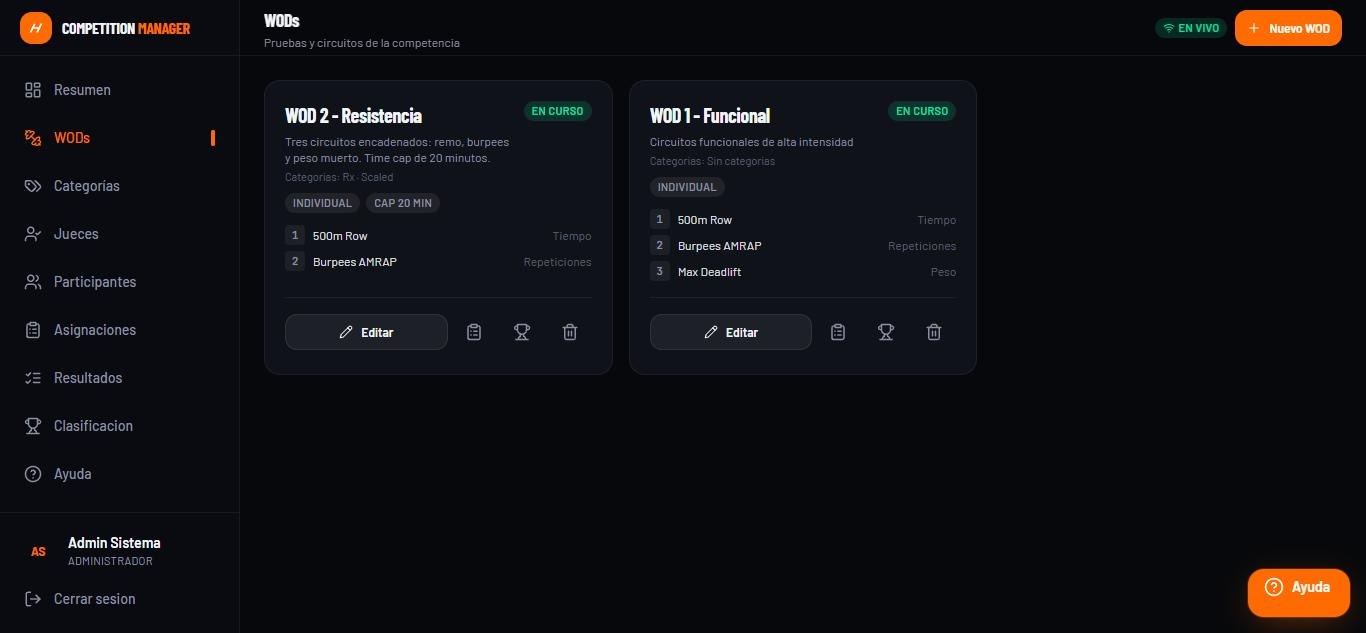 COMPETITION MANAGER
Resumen
WODs
Categorías
Jueces
Participantes
Asignaciones
Resultados
Clasificacion
Ayuda
AS
Admin Sistema
ADMINISTRADOR
Cerrar sesion
WODs
Pruebas y circuitos de la competencia
EN VIVO
Nuevo WOD
WOD 2 - Resistencia
EN CURSO
Tres circuitos encadenados: remo, burpees
y peso muerto. Time cap de 20 minutos.
Categorias: Rx · Scaled
INDIVIDUAL CAP 20 MIN
1 500m Row Tiempo
2 Burpees AMRAP Repeticiones
Editar
WOD 1 - Funcional
EN CURSO
Circuitos funcionales de alta intensidad
Categorias: Sin categorias
INDIVIDUAL
1 500m Row Tiempo
2 Burpees AMRAP Repeticiones
3 Max Deadlift Peso
Editar
Ayuda